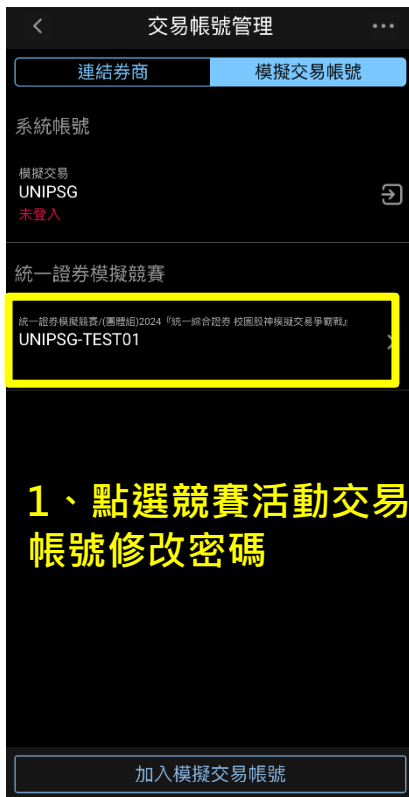 交易帳號管理
連結券商
模擬交易帳號
系統帳號
模擬交易
UNIPSG
未登入
統一證券模擬競賽
統一證券模擬競賽/(團體組)2024『統一綜合證券 校園股神模擬交易爭霸戰』
UNIPSG-TEST01
1、點選競賽活動交易
帳號修改密碼
加入模擬交易帳號